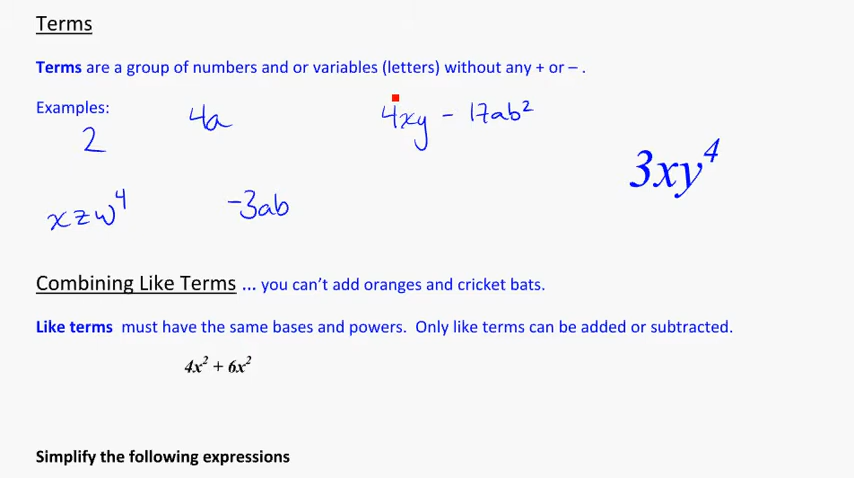 Terms
Terms are a group of numbers and or variables (letters) without any + or – .
Examples:
2
4a
4xy - 17ab²
3xy⁴
xzw⁴
-3ab
Combining Like Terms ... you can't add oranges and cricket bats.
Like terms must have the same bases and powers. Only like terms can be added or subtracted.
4x² + 6x²
Simplify the following expressions